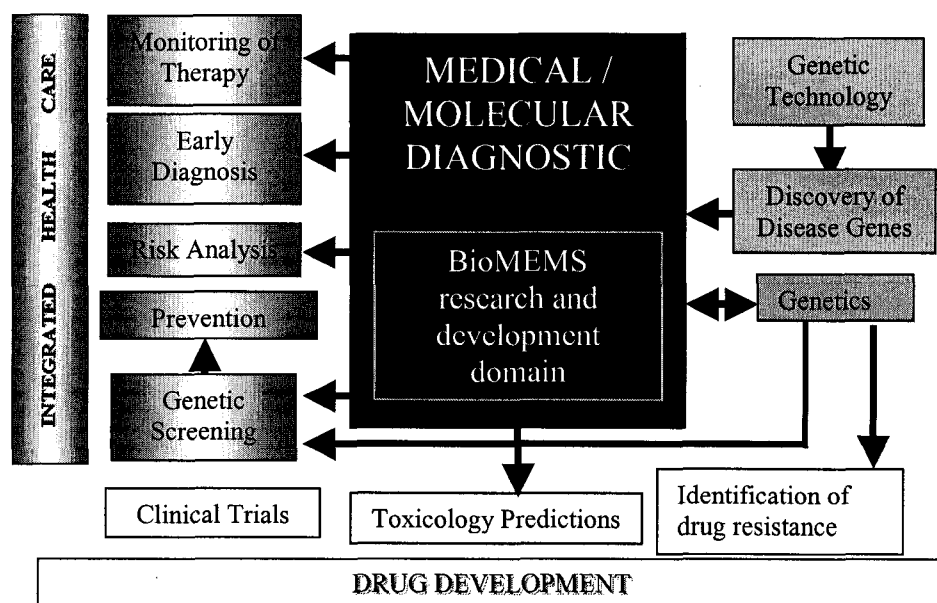 INTEGRATED HEALTH CARE
Monitoring of
Therapy
Early
Diagnosis
Risk Analysis
Prevention
Genetic
Screening
MEDICAL /
MOLECULAR
DIAGNOSTIC
BioMEMS
research and
development
domain
Genetic
Technology
Discovery of
Disease Genes
Genetics
Clinical Trials
Toxicology Predictions
Identification of
drug resistance
DRUG DEVELOPMENT